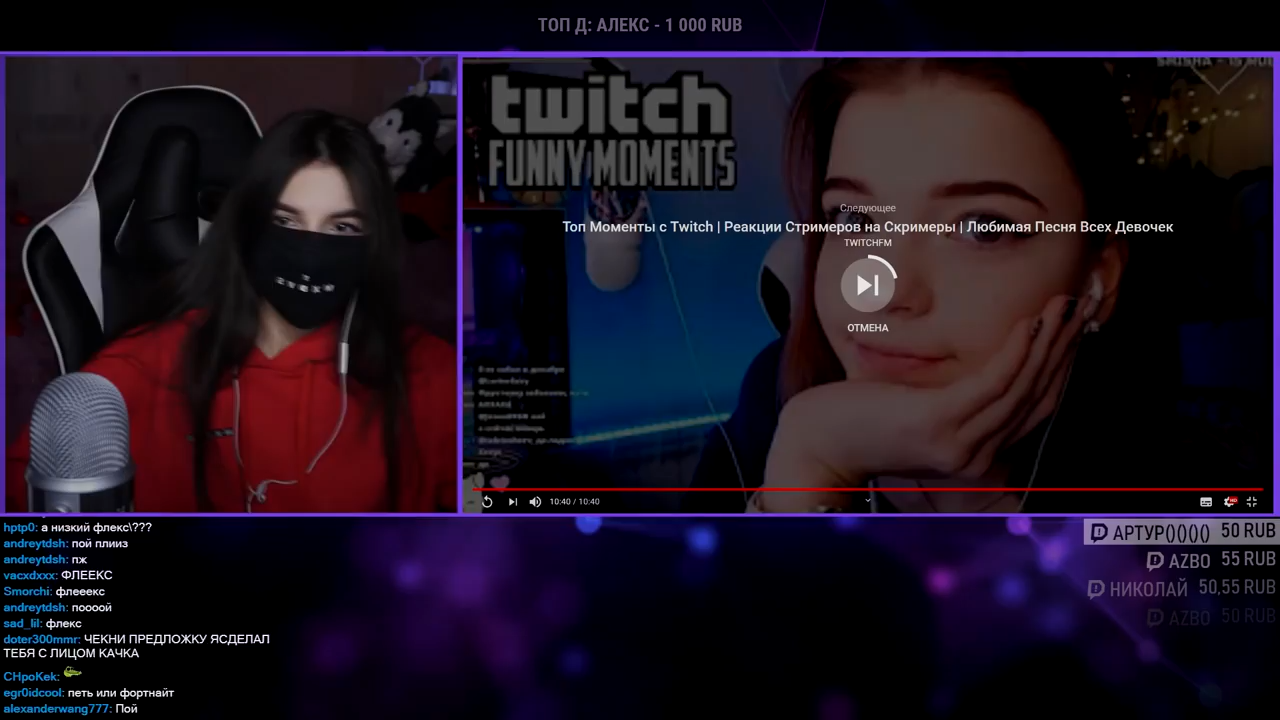 ТОП Д: АЛЕКС - 1 000 RUB
twitch
FUNNY MOMENTS
Следующее
Топ Моменты с Twitch | Реакции Стримеров на Скримеры | Любимая Песня Всех Девочек
TWITCHFM
ОТМЕНА
10:40 / 10:40
HD
hptp0: а низкий флекс\???
andreytdsh: пой плииз
andreytdsh: пж
vacxdxxx: ФЛЕЕКС
Smorchi: флееекс
andreytdsh: поооой
sad_lil: флекс
doter300mmr: ЧЕКНИ ПРЕДЛОЖКУ ЯСДЕЛАЛ
ТЕБЯ С ЛИЦОМ КАЧКА
CHpoKek:
egr0idcool: петь или фортнайт
alexanderwang777: Пой
АРТУР()()()() 50 RUB
AZBO 55 RUB
НИКОЛАЙ 50,55 RUB
AZBO 50 RUB